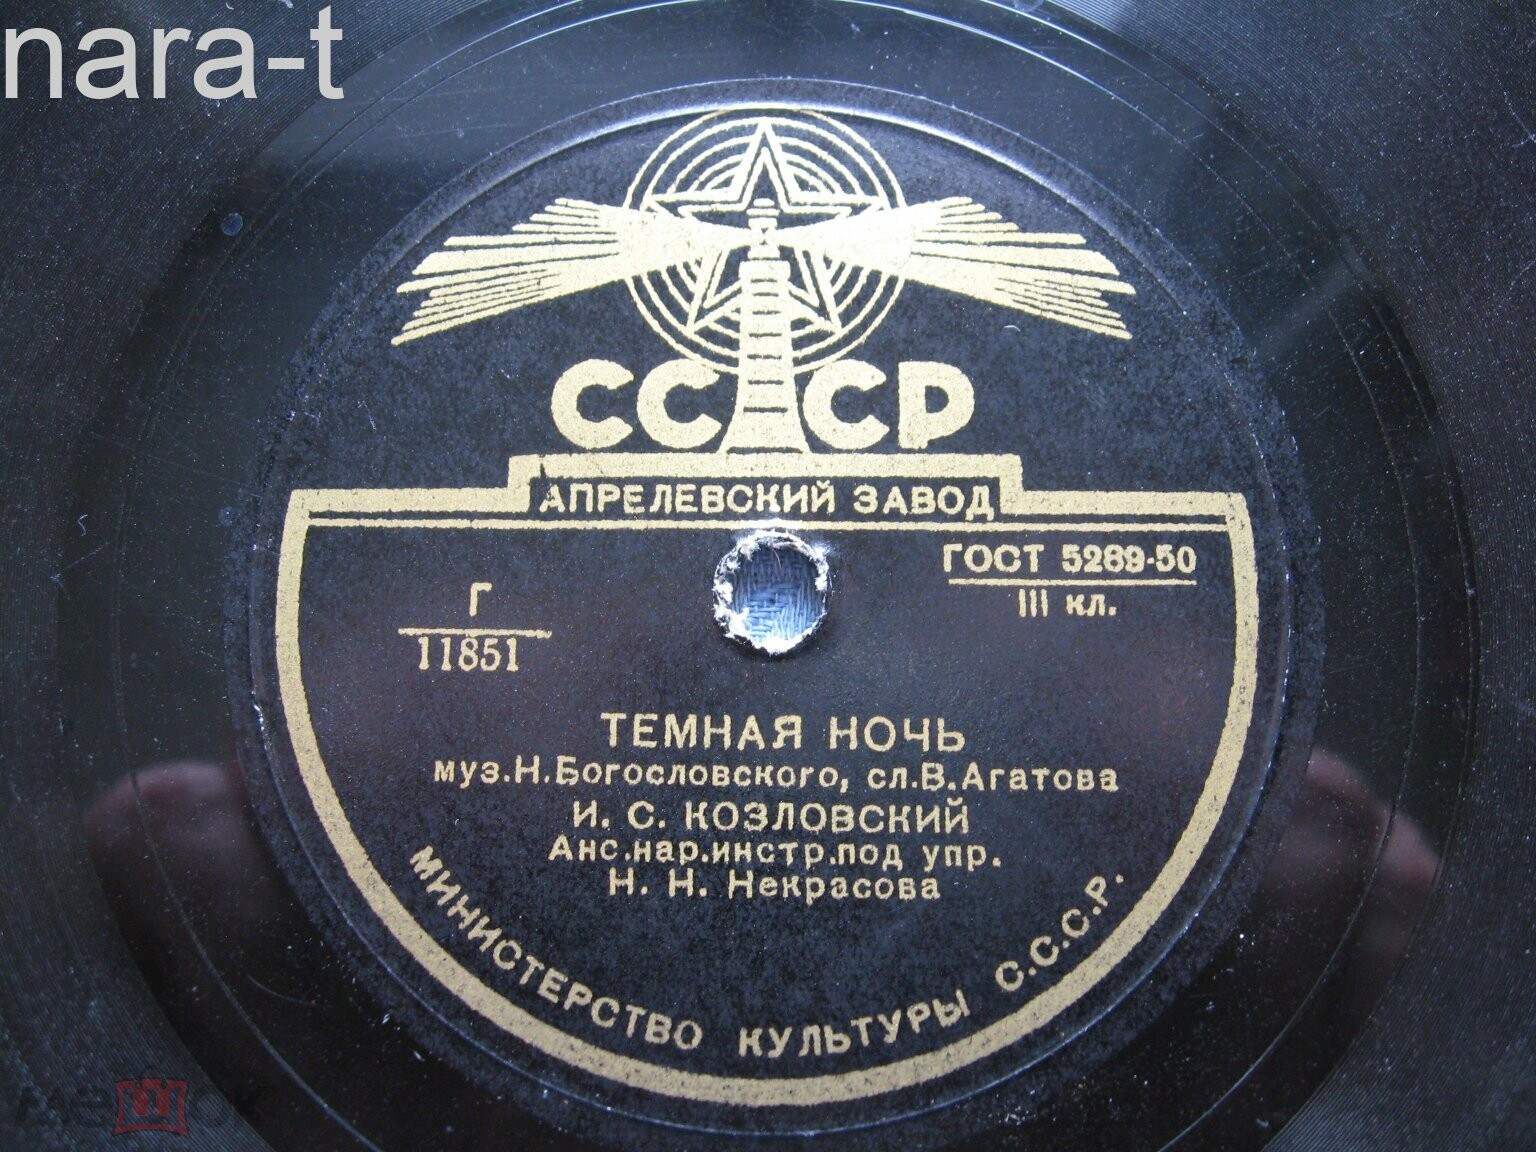 nara-t
СССР
АПРЕЛЕВСКИЙ ЗАВОД
ГОСТ 5289-50
III кл.
Г
11851
ТЕМНАЯ НОЧЬ
муз.Н.Богословского, сл.В.Агатова
И. С. КОЗЛОВСКИЙ
Анс.нар.инстр.под упр.
Н. Н. Некрасова
МИНИСТЕРСТВО КУЛЬТУРЫ С.С.С.Р.
мешок